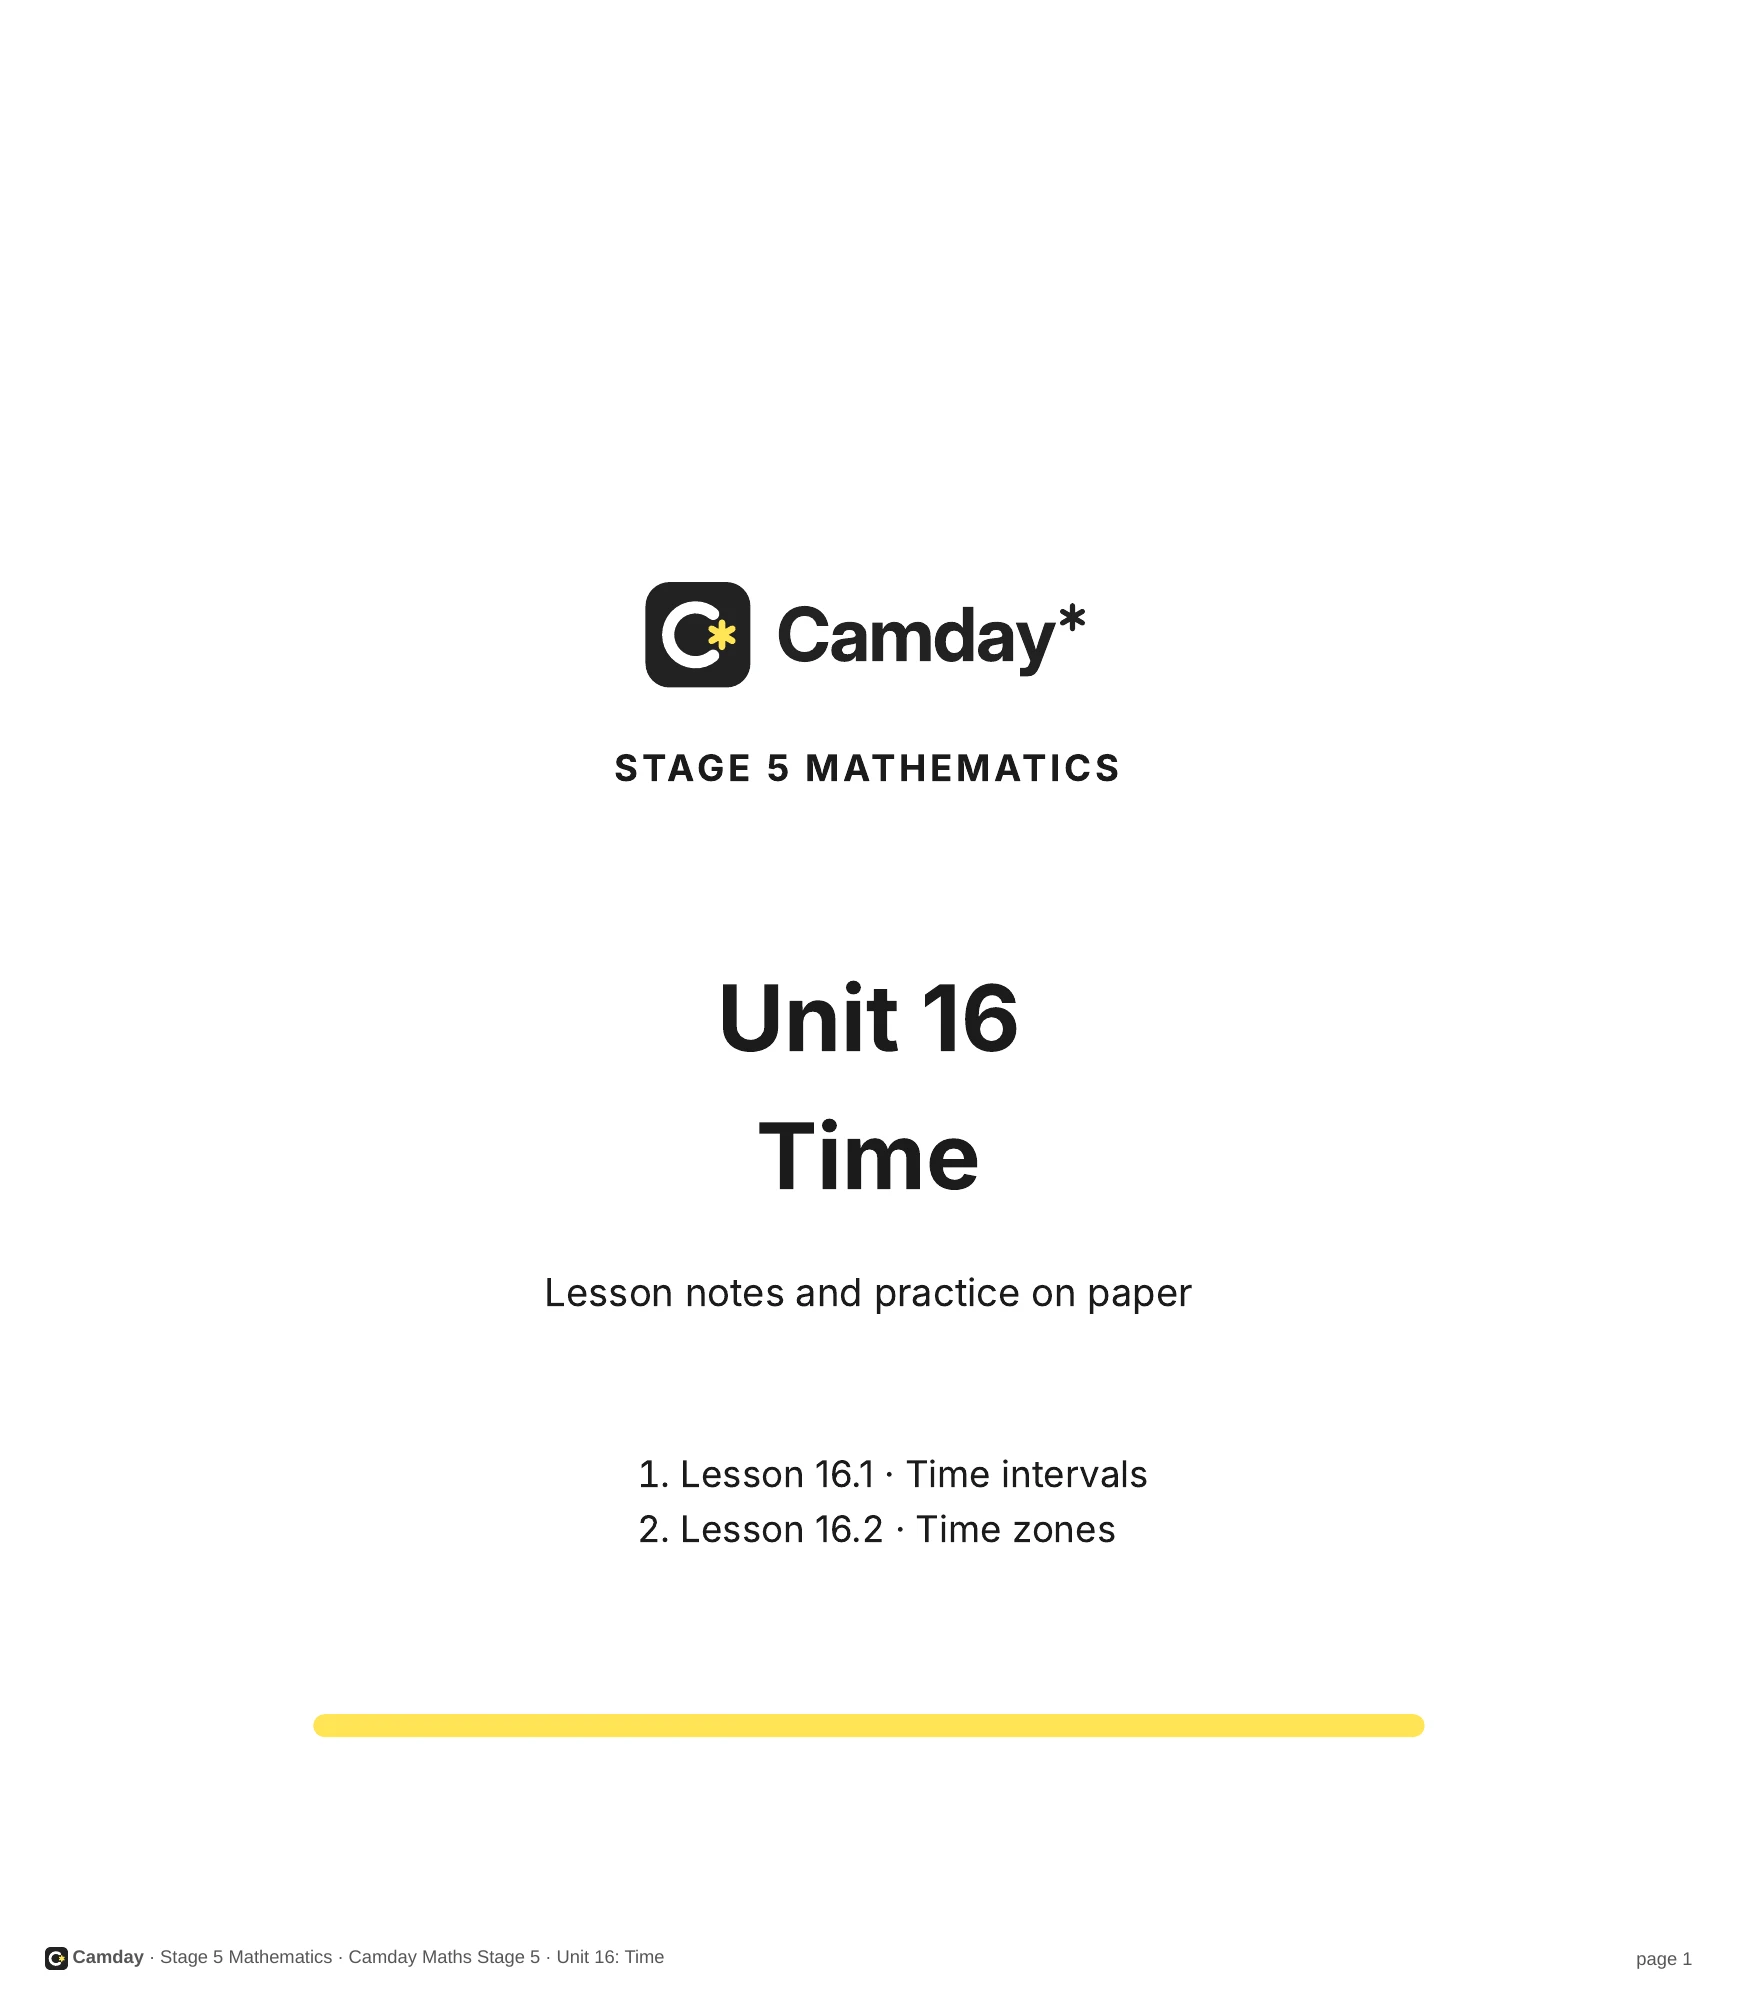 Camday*
STAGE 5 MATHEMATICS
Unit 16
Time
Lesson notes and practice on paper
1. Lesson 16.1 · Time intervals
2. Lesson 16.2 · Time zones
Camday · Stage 5 Mathematics · Camday Maths Stage 5 · Unit 16: Time
page 1